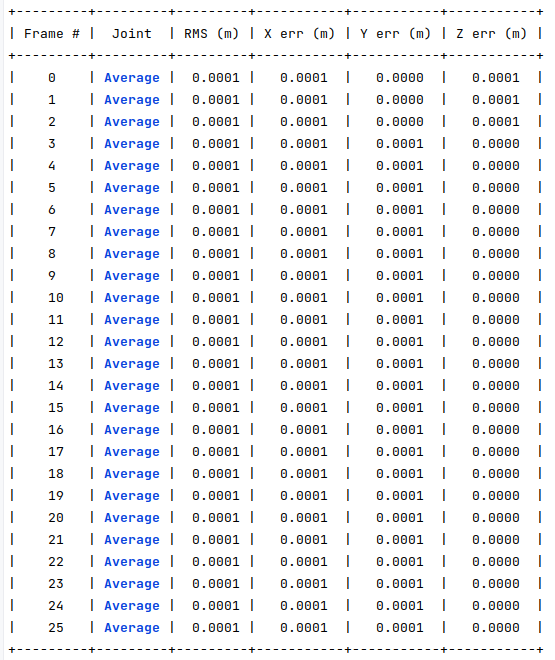 +---------+---------+---------+-----------+-----------+-----------+
| Frame # |  Joint  | RMS (m) | X err (m) | Y err (m) | Z err (m) |
+---------+---------+---------+-----------+-----------+-----------+
|    0    | Average |  0.0001 |   0.0001  |   0.0000  |   0.0001  |
|    1    | Average |  0.0001 |   0.0001  |   0.0000  |   0.0001  |
|    2    | Average |  0.0001 |   0.0001  |   0.0000  |   0.0001  |
|    3    | Average |  0.0001 |   0.0001  |   0.0001  |   0.0000  |
|    4    | Average |  0.0001 |   0.0001  |   0.0001  |   0.0000  |
|    5    | Average |  0.0001 |   0.0001  |   0.0001  |   0.0000  |
|    6    | Average |  0.0001 |   0.0001  |   0.0001  |   0.0000  |
|    7    | Average |  0.0001 |   0.0001  |   0.0001  |   0.0000  |
|    8    | Average |  0.0001 |   0.0001  |   0.0001  |   0.0000  |
|    9    | Average |  0.0001 |   0.0001  |   0.0001  |   0.0000  |
|    10   | Average |  0.0001 |   0.0001  |   0.0001  |   0.0000  |
|    11   | Average |  0.0001 |   0.0001  |   0.0001  |   0.0000  |
|    12   | Average |  0.0001 |   0.0001  |   0.0001  |   0.0000  |
|    13   | Average |  0.0001 |   0.0001  |   0.0001  |   0.0000  |
|    14   | Average |  0.0001 |   0.0001  |   0.0001  |   0.0000  |
|    15   | Average |  0.0001 |   0.0001  |   0.0001  |   0.0000  |
|    16   | Average |  0.0001 |   0.0001  |   0.0001  |   0.0000  |
|    17   | Average |  0.0001 |   0.0001  |   0.0001  |   0.0000  |
|    18   | Average |  0.0001 |   0.0001  |   0.0001  |   0.0000  |
|    19   | Average |  0.0001 |   0.0001  |   0.0001  |   0.0000  |
|    20   | Average |  0.0001 |   0.0001  |   0.0001  |   0.0000  |
|    21   | Average |  0.0001 |   0.0001  |   0.0001  |   0.0000  |
|    22   | Average |  0.0001 |   0.0001  |   0.0001  |   0.0000  |
|    23   | Average |  0.0001 |   0.0001  |   0.0001  |   0.0000  |
|    24   | Average |  0.0001 |   0.0001  |   0.0001  |   0.0000  |
|    25   | Average |  0.0001 |   0.0001  |   0.0001  |   0.0000  |
+---------+---------+---------+-----------+-----------+-----------+